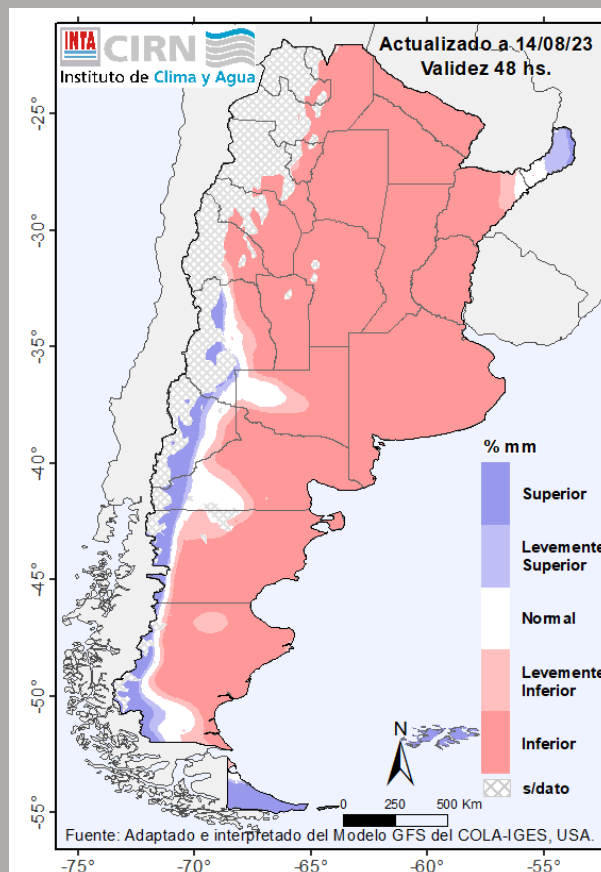 INTA CIRN
Instituto de Clima y Agua
Actualizado a 14/08/23
Validez 48 hs.
-25°
-30°
-35°
-40°
-45°
-50°
-55°
% mm
Superior
Levemente
Superior
Normal
Levemente
Inferior
Inferior
s/dato
N
0 250 500 Km
Fuente: Adaptado e interpretado del Modelo GFS del COLA-IGES, USA.
-75° -70° -65° -60° -55°